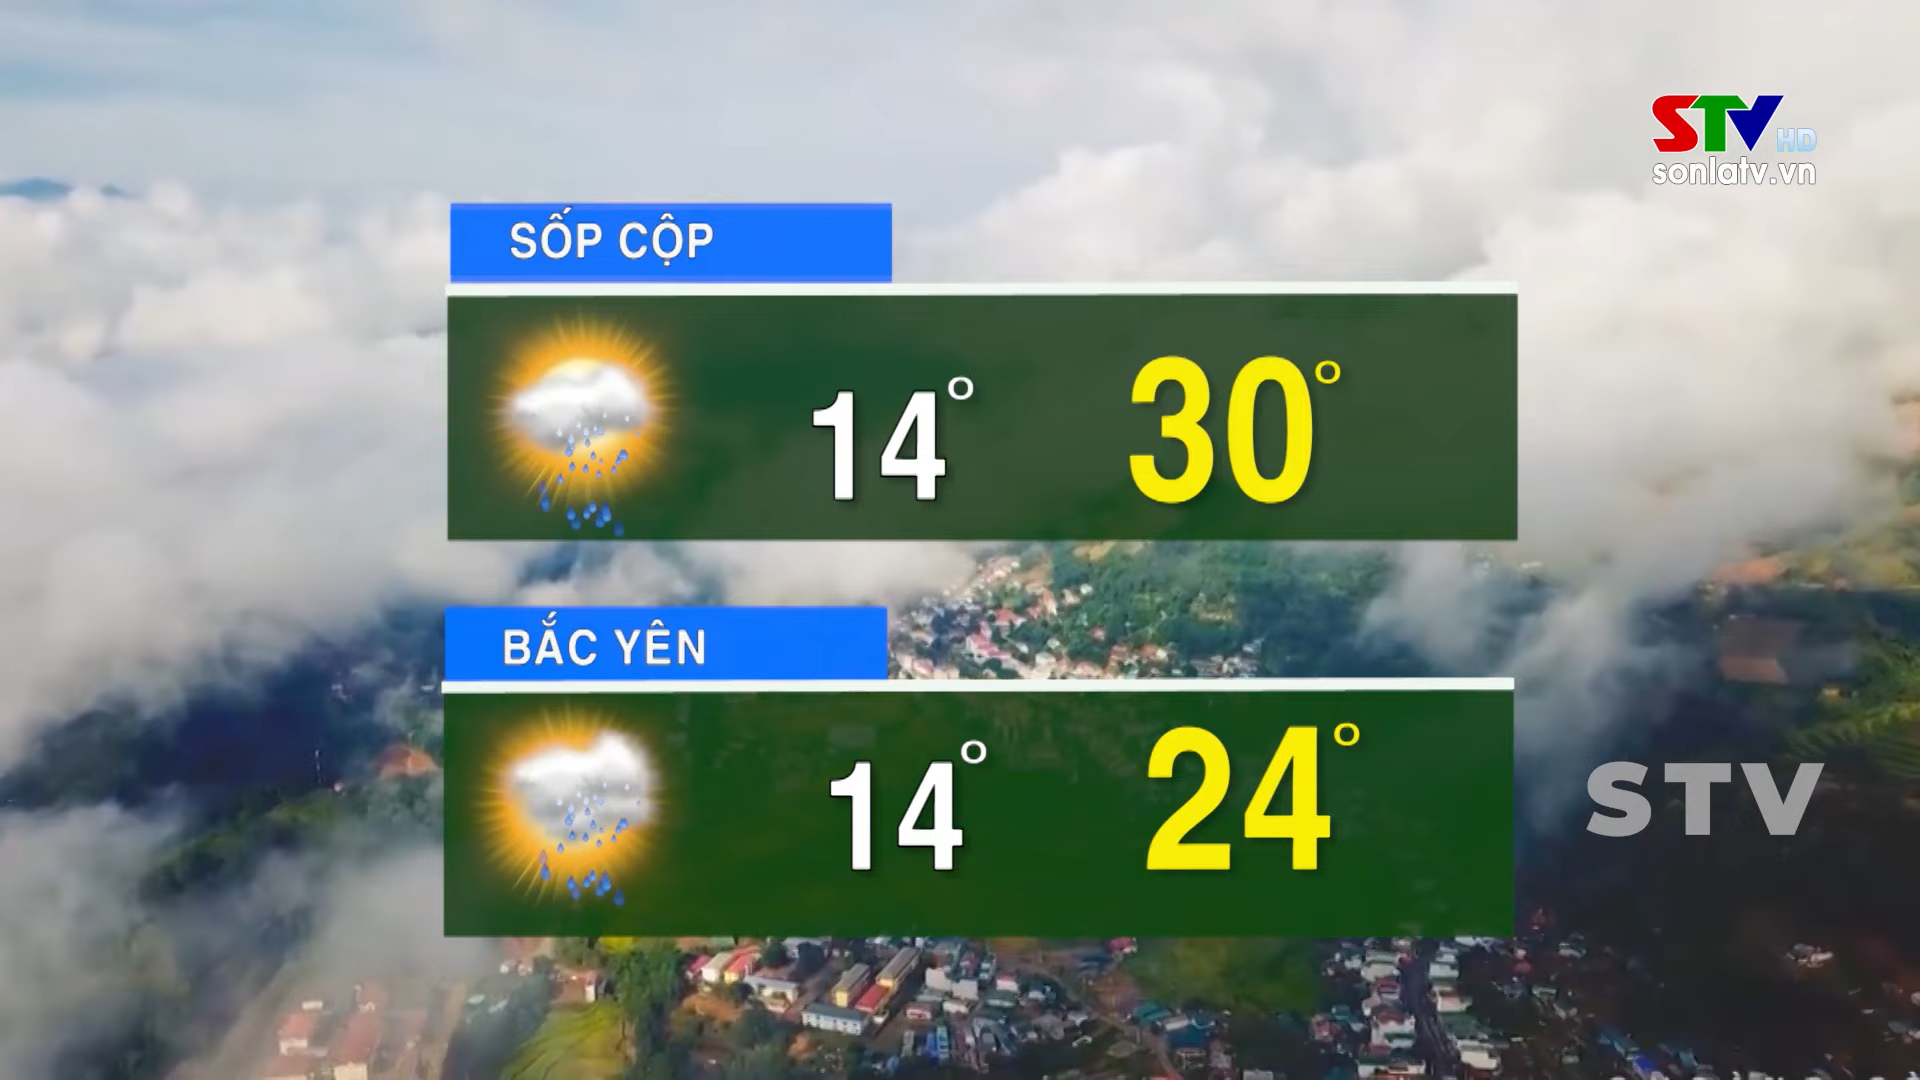 STV HD
sonlatv.vn
SỐP CỘP
14° 30°
BẮC YÊN
14° 24°
STV